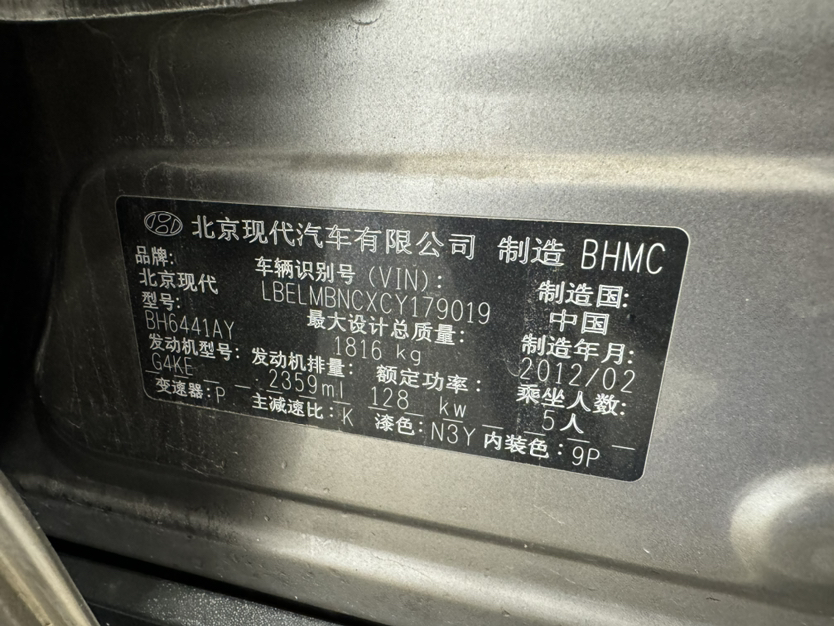 北京现代汽车有限公司 制造 BHMC
品牌: 车辆识别号 (VIN): 制造国:
北京现代 LBELMBNCXCY179019 中国
型号: 最大设计总质量: 制造年月:
BH6441AY 1816 kg 2012/02
发动机型号: 发动机排量: 额定功率: 乘坐人数:
G4KE 2359ml 128 kw 5人
变速器:P 主减速比:K 漆色:N3Y 内装色:9P